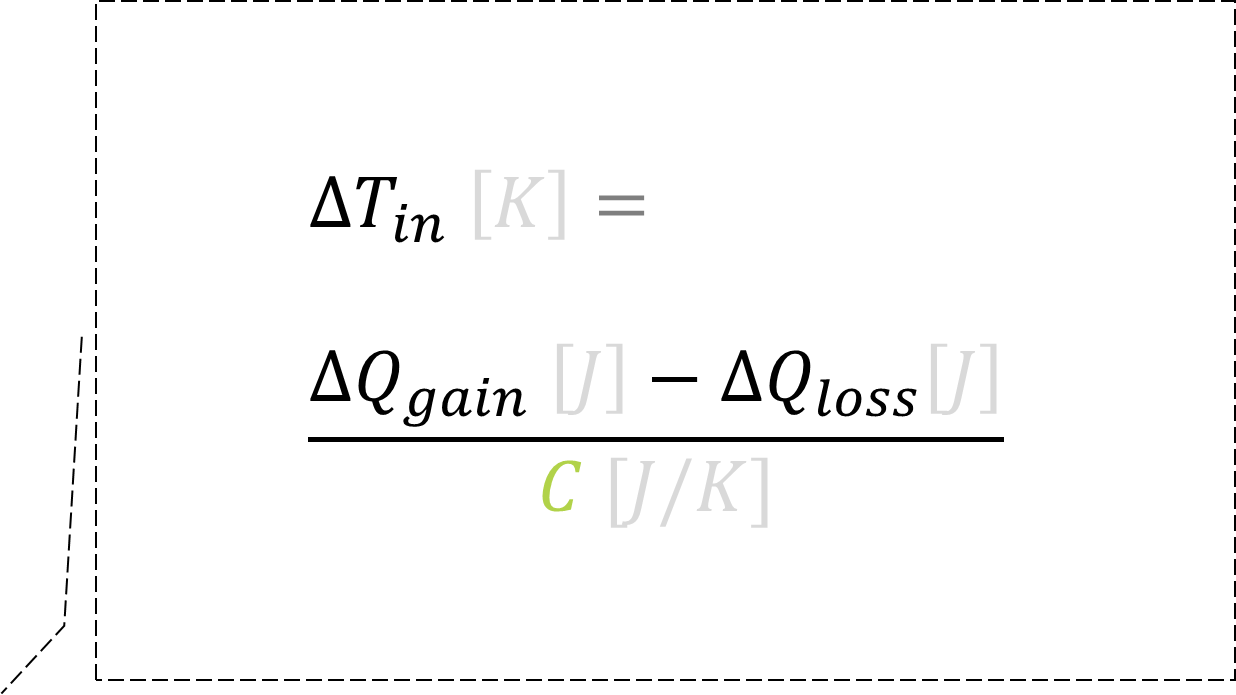 ΔT_in [K] =
ΔQ_gain [J] − ΔQ_loss[J]
C [J/K]